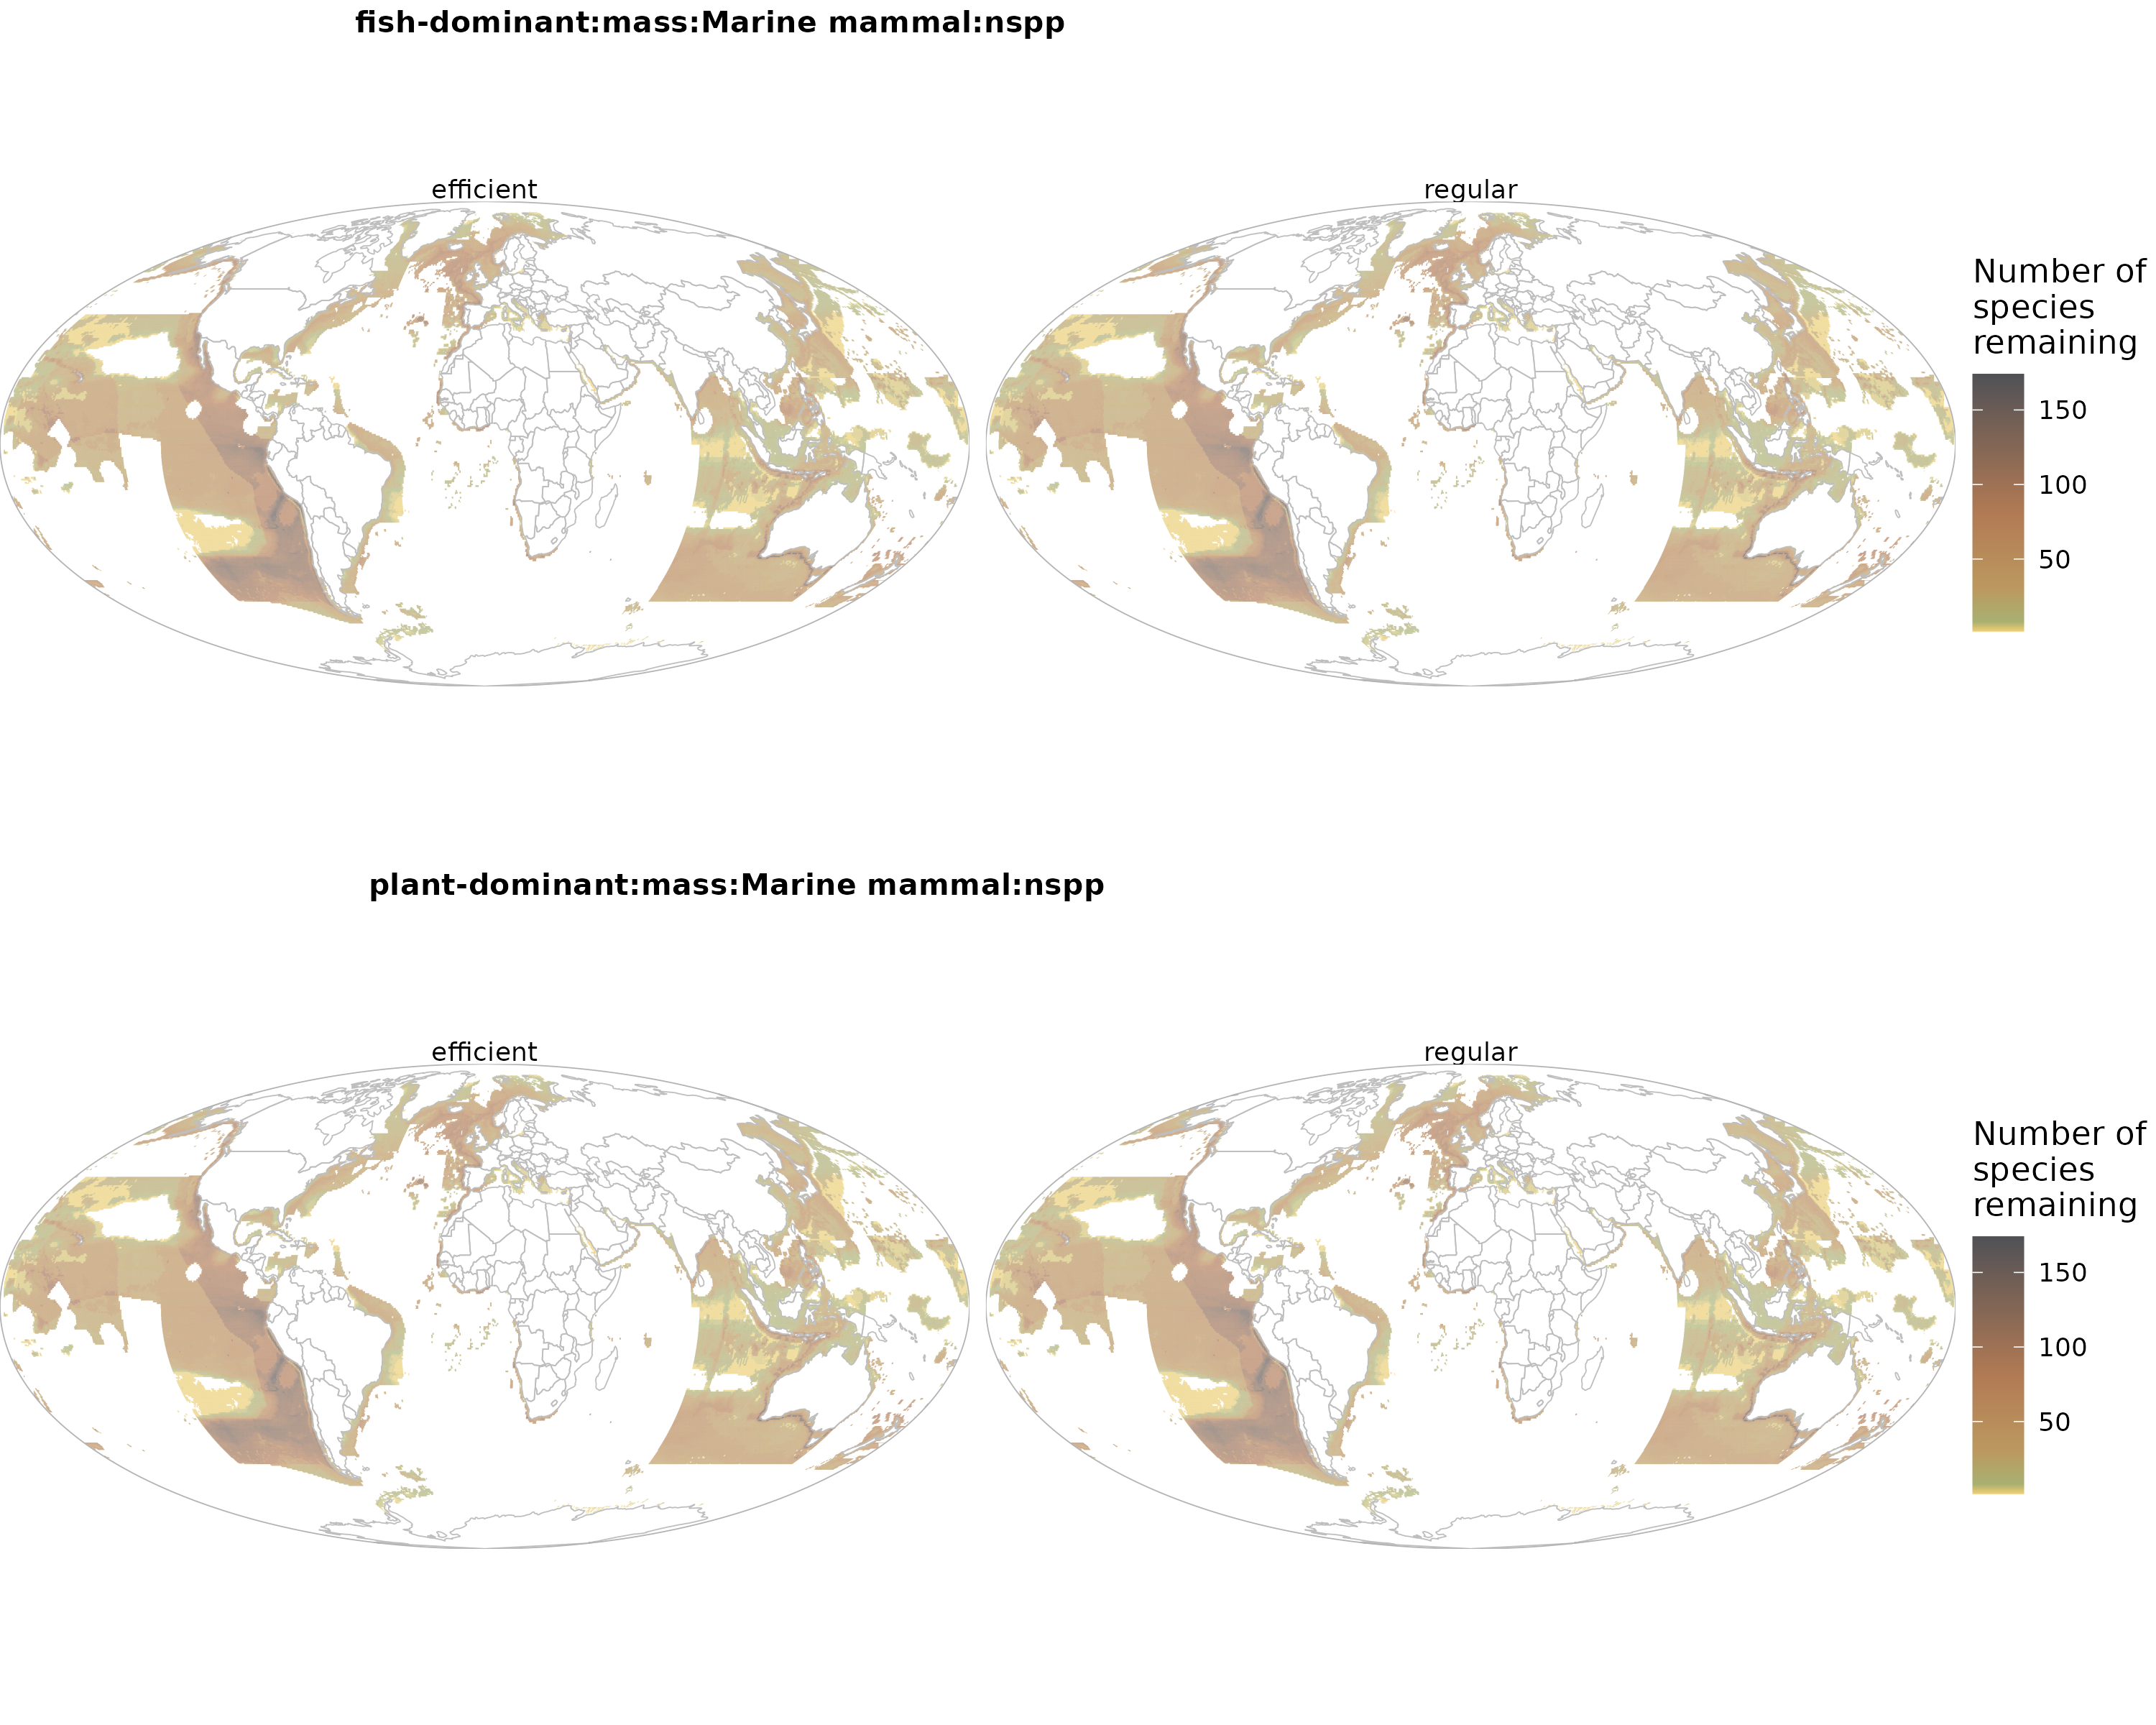 fish-dominant:mass:Marine mammal:nspp
efficient
regular
Number of
species
remaining
150
100
50
plant-dominant:mass:Marine mammal:nspp
efficient
regular
Number of
species
remaining
150
100
50